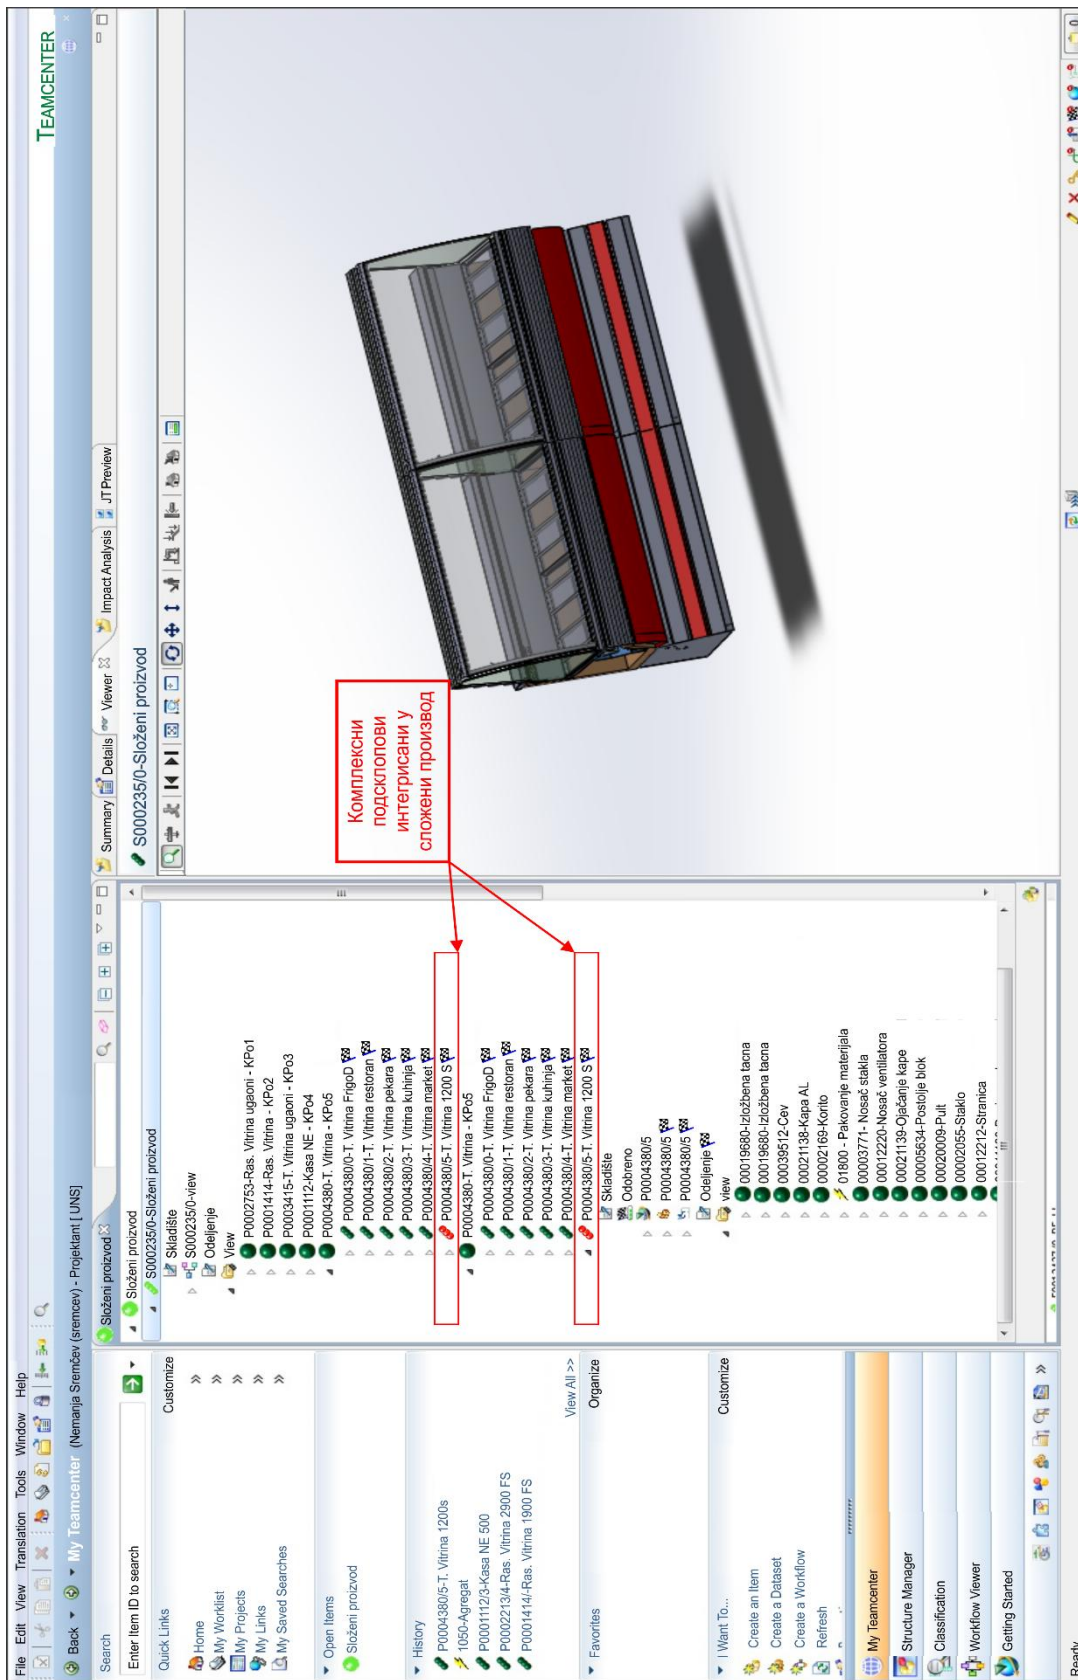 File Edit View Translation Tools Window Help
TEAMCENTER
Back My Teamcenter (Nemanja Sremčev (sremcev) - Projektant [ UNS]
Search
Enter Item ID to search
Quick Links Customize
Home
My Worklist
My Projects
My Links
My Saved Searches
Open Items
Složeni proizvod
History
P0004380/5-T. Vitrina 1200s
1050-Agregat
P0001112/3-Kasa NE 500
P0002213/4-Ras. Vitrina 2900 FS
P0001414/-Ras. Vitrina 1900 FS
View All >>
Favorites Organize
I Want To... Customize
Create an Item
Create a Dataset
Create a Workflow
Refresh
My Teamcenter
Structure Manager
Classification
Workflow Viewer
Getting Started
Ready
Složeni proizvod
Složeni proizvod
S000235/0-Složeni proizvod
Skladište
S000235/0-view
Odeljenje
View
P0002753-Ras. Vitrina ugaoni - KPo1
P0001414-Ras. Vitrina - KPo2
P0003415-T. Vitrina ugaoni - KPo3
P0001112-Kasa NE - KPo4
P0004380-T. Vitrina - KPo5
P0004380/0-T. Vitrina FrigoD
P0004380/1-T. Vitrina restoran
P0004380/2-T. Vitrina pekara
P0004380/3-T. Vitrina kuhinja
P0004380/4-T. Vitrina market
P0004380/5-T. Vitrina 1200 S
P0004380-T. Vitrina - KPo5
P0004380/0-T. Vitrina FrigoD
P0004380/1-T. Vitrina restoran
P0004380/2-T. Vitrina pekara
P0004380/3-T. Vitrina kuhinja
P0004380/4-T. Vitrina market
P0004380/5-T. Vitrina 1200 S
Skladište
Odobreno
P0004380/5
P0004380/5
P0004380/5
Odeljenje
view
00019680-Izložbena tacna
00019680-Izložbena tacna
00039512-Cev
00021138-Kapa AL
00002169-Korito
01800 - Pakovanje materijala
00003771- Nosač stakla
00012220-Nosač ventilatora
00021139-Ojačanje kape
00005634-Postolje blok
00020009-Pult
00002055-Staklo
00012212-Stranica
Summary Details Viewer Impact Analysis JT Preview
S000235/0-Složeni proizvod
Комплексни
подсклопови
интегрисани у
сложени производ
0